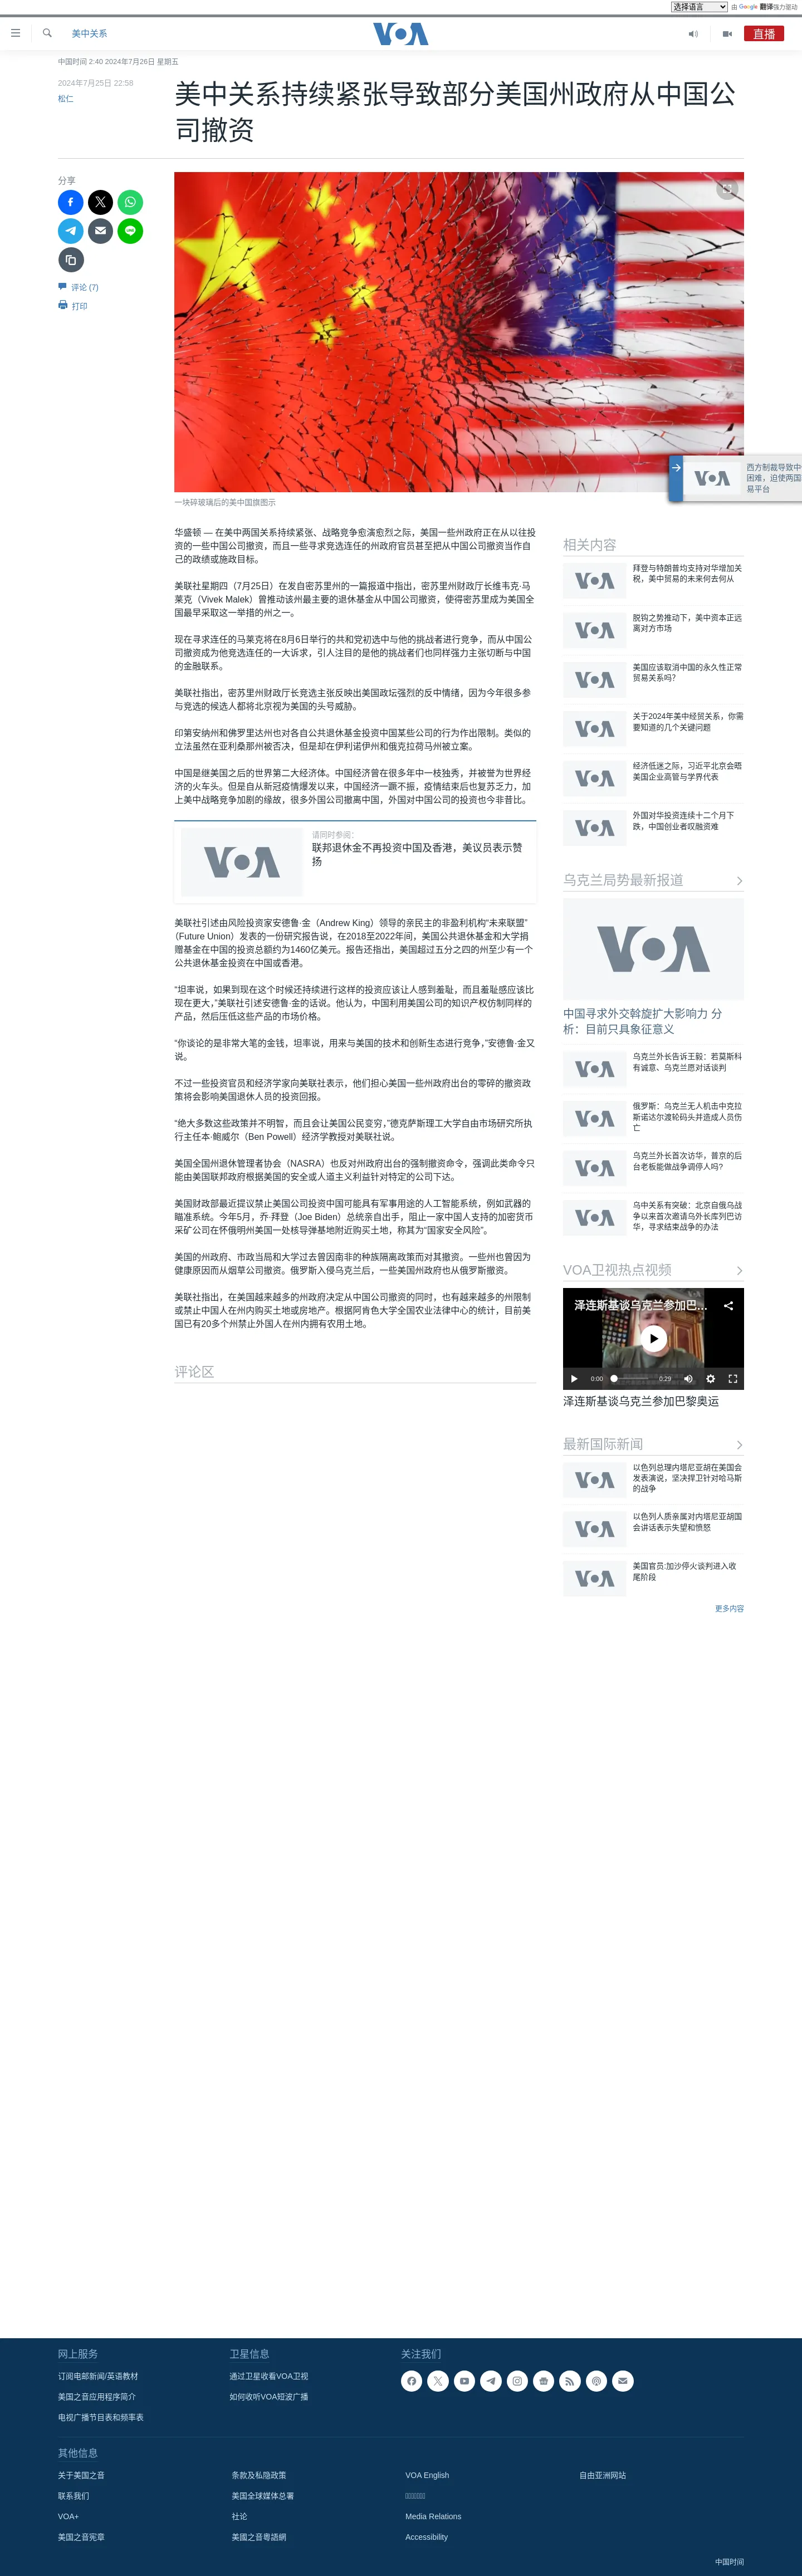 选择语言
由 Google 翻译强力驱动
美中关系
VOA
直播
中国时间 2:40 2024年7月26日 星期五
2024年7月25日 22:58
松仁
美中关系持续紧张导致部分美国州政府从中国公
司撤资
分享
评论 (7)
打印
一块碎玻璃后的美中国旗图示
VOA
西方制裁导致中
困难，迫使两国
易平台
华盛顿 — 在美中两国关系持续紧张、战略竞争愈演愈烈之际，美国一些州政府正在从以往投
资的一些中国公司撤资，而且一些寻求竞选连任的州政府官员甚至把从中国公司撤资当作自
己的政绩或施政目标。
美联社星期四（7月25日）在发自密苏里州的一篇报道中指出，密苏里州财政厅长维韦克·马
莱克（Vivek Malek）曾推动该州最主要的退休基金从中国公司撤资，使得密苏里成为美国全
国最早采取这一举措的州之一。
现在寻求连任的马莱克将在8月6日举行的共和党初选中与他的挑战者进行竞争，而从中国公
司撤资成为他竞选连任的一大诉求，引人注目的是他的挑战者们也同样强力主张切断与中国
的金融联系。
美联社指出，密苏里州财政厅长竞选主张反映出美国政坛强烈的反中情绪，因为今年很多参
与竞选的候选人都将北京视为美国的头号威胁。
印第安纳州和佛罗里达州也对各自公共退休基金投资中国某些公司的行为作出限制。类似的
立法虽然在亚利桑那州被否决，但是却在伊利诺伊州和俄克拉荷马州被立案。
中国是继美国之后的世界第二大经济体。中国经济曾在很多年中一枝独秀，并被誉为世界经
济的火车头。但是自从新冠疫情爆发以来，中国经济一蹶不振，疫情结束后也复苏乏力，加
上美中战略竞争加剧的缘故，很多外国公司撤离中国，外国对中国公司的投资也今非昔比。
VOA
请同时参阅：
联邦退休金不再投资中国及香港，美议员表示赞
扬
美联社引述由风险投资家安德鲁·金（Andrew King）领导的亲民主的非盈利机构“未来联盟”
（Future Union）发表的一份研究报告说，在2018至2022年间，美国公共退休基金和大学捐
赠基金在中国的投资总额约为1460亿美元。报告还指出，美国超过五分之四的州至少有一个
公共退休基金投资在中国或香港。
“坦率说，如果到现在这个时候还持续进行这样的投资应该让人感到羞耻，而且羞耻感应该比
现在更大，”美联社引述安德鲁·金的话说。他认为，中国利用美国公司的知识产权仿制同样的
产品，然后压低这些产品的市场价格。
“你谈论的是非常大笔的金钱，坦率说，用来与美国的技术和创新生态进行竞争，”安德鲁·金又
说。
不过一些投资官员和经济学家向美联社表示，他们担心美国一些州政府出台的零碎的撤资政
策将会影响美国退休人员的投资回报。
“绝大多数这些政策并不明智，而且会让美国公民变穷，”德克萨斯理工大学自由市场研究所执
行主任本·鲍威尔（Ben Powell）经济学教授对美联社说。
美国全国州退休管理者协会（NASRA）也反对州政府出台的强制撤资命令，强调此类命令只
能由美国联邦政府根据美国的安全或人道主义利益针对特定的公司下达。
美国财政部最近提议禁止美国公司投资中国可能具有军事用途的人工智能系统，例如武器的
瞄准系统。今年5月，乔·拜登（Joe Biden）总统亲自出手，阻止一家中国人支持的加密货币
采矿公司在怀俄明州美国一处核导弹基地附近购买土地，称其为“国家安全风险”。
美国的州政府、市政当局和大学过去曾因南非的种族隔离政策而对其撤资。一些州也曾因为
健康原因而从烟草公司撤资。俄罗斯入侵乌克兰后，一些美国州政府也从俄罗斯撤资。
美联社指出，在美国越来越多的州政府决定从中国公司撤资的同时，也有越来越多的州限制
或禁止中国人在州内购买土地或房地产。根据阿肯色大学全国农业法律中心的统计，目前美
国已有20多个州禁止外国人在州内拥有农用土地。
评论区
相关内容
VOA
拜登与特朗普均支持对华增加关
税，美中贸易的未来何去何从
VOA
脱钩之势推动下，美中资本正远
离对方市场
VOA
美国应该取消中国的永久性正常
贸易关系吗？
VOA
关于2024年美中经贸关系，你需
要知道的几个关键问题
VOA
经济低迷之际，习近平北京会晤
美国企业高管与学界代表
VOA
外国对华投资连续十二个月下
跌，中国创业者叹融资难
乌克兰局势最新报道
VOA
中国寻求外交斡旋扩大影响力 分
析：目前只具象征意义
VOA
乌克兰外长告诉王毅：若莫斯科
有诚意、乌克兰愿对话谈判
VOA
俄罗斯：乌克兰无人机击中克拉
斯诺达尔渡轮码头并造成人员伤
亡
VOA
乌克兰外长首次访华，普京的后
台老板能做战争调停人吗？
VOA
乌中关系有突破：北京自俄乌战
争以来首次邀请乌外长库列巴访
华，寻求结束战争的办法
VOA卫视热点视频
泽连斯基谈乌克兰参加巴...
VOA
0:00
0:29
泽连斯基谈乌克兰参加巴黎奥运
最新国际新闻
VOA
以色列总理内塔尼亚胡在美国会
发表演说，坚决捍卫针对哈马斯
的战争
VOA
以色列人质亲属对内塔尼亚胡国
会讲话表示失望和愤怒
VOA
美国官员:加沙停火谈判进入收
尾阶段
更多内容
网上服务
订阅电邮新闻/英语教材
美国之音应用程序简介
电视广播节目表和频率表
卫星信息
通过卫星收看VOA卫视
如何收听VOA短波广播
关注我们
其他信息
关于美国之音
条款及私隐政策
VOA English
自由亚洲网站
联系我们
美国全球媒体总署
VOA+
社论
Media Relations
美国之音宪章
美國之音粵語網
Accessibility
中国时间